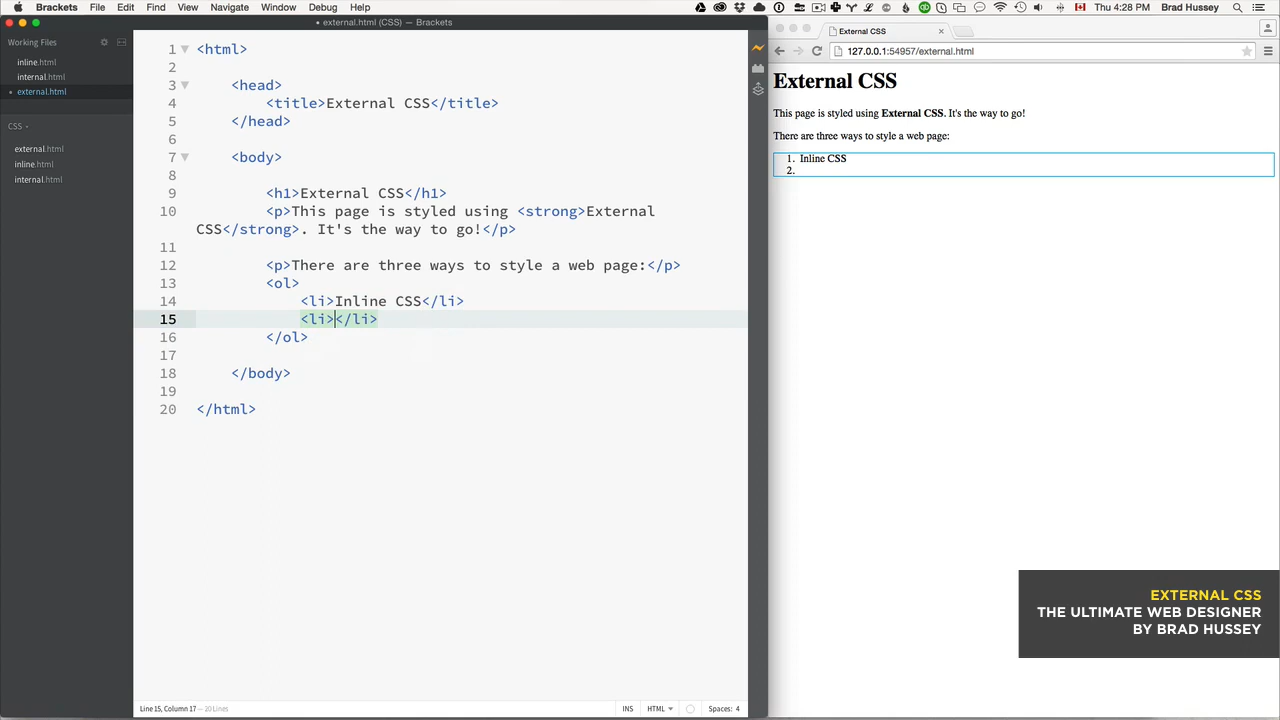 Brackets File Edit Find View Navigate Window Debug Help
Thu 4:28 PM Brad Hussey
• external.html (CSS) — Brackets
Working Files
inline.html
internal.html
• external.html
CSS
external.html
inline.html
internal.html
1 <html>
2
3 <head>
4 <title>External CSS</title>
5 </head>
6
7 <body>
8
9 <h1>External CSS</h1>
10 <p>This page is styled using <strong>External
CSS</strong>. It's the way to go!</p>
11
12 <p>There are three ways to style a web page:</p>
13 <ol>
14 <li>Inline CSS</li>
15 <li></li>
16 </ol>
17
18 </body>
19
20 </html>
Line 15, Column 17 — 20 Lines
INS HTML Spaces: 4
External CSS
127.0.0.1:54957/external.html
External CSS
This page is styled using External CSS. It's the way to go!
There are three ways to style a web page:
1. Inline CSS
2.
EXTERNAL CSS
THE ULTIMATE WEB DESIGNER
BY BRAD HUSSEY